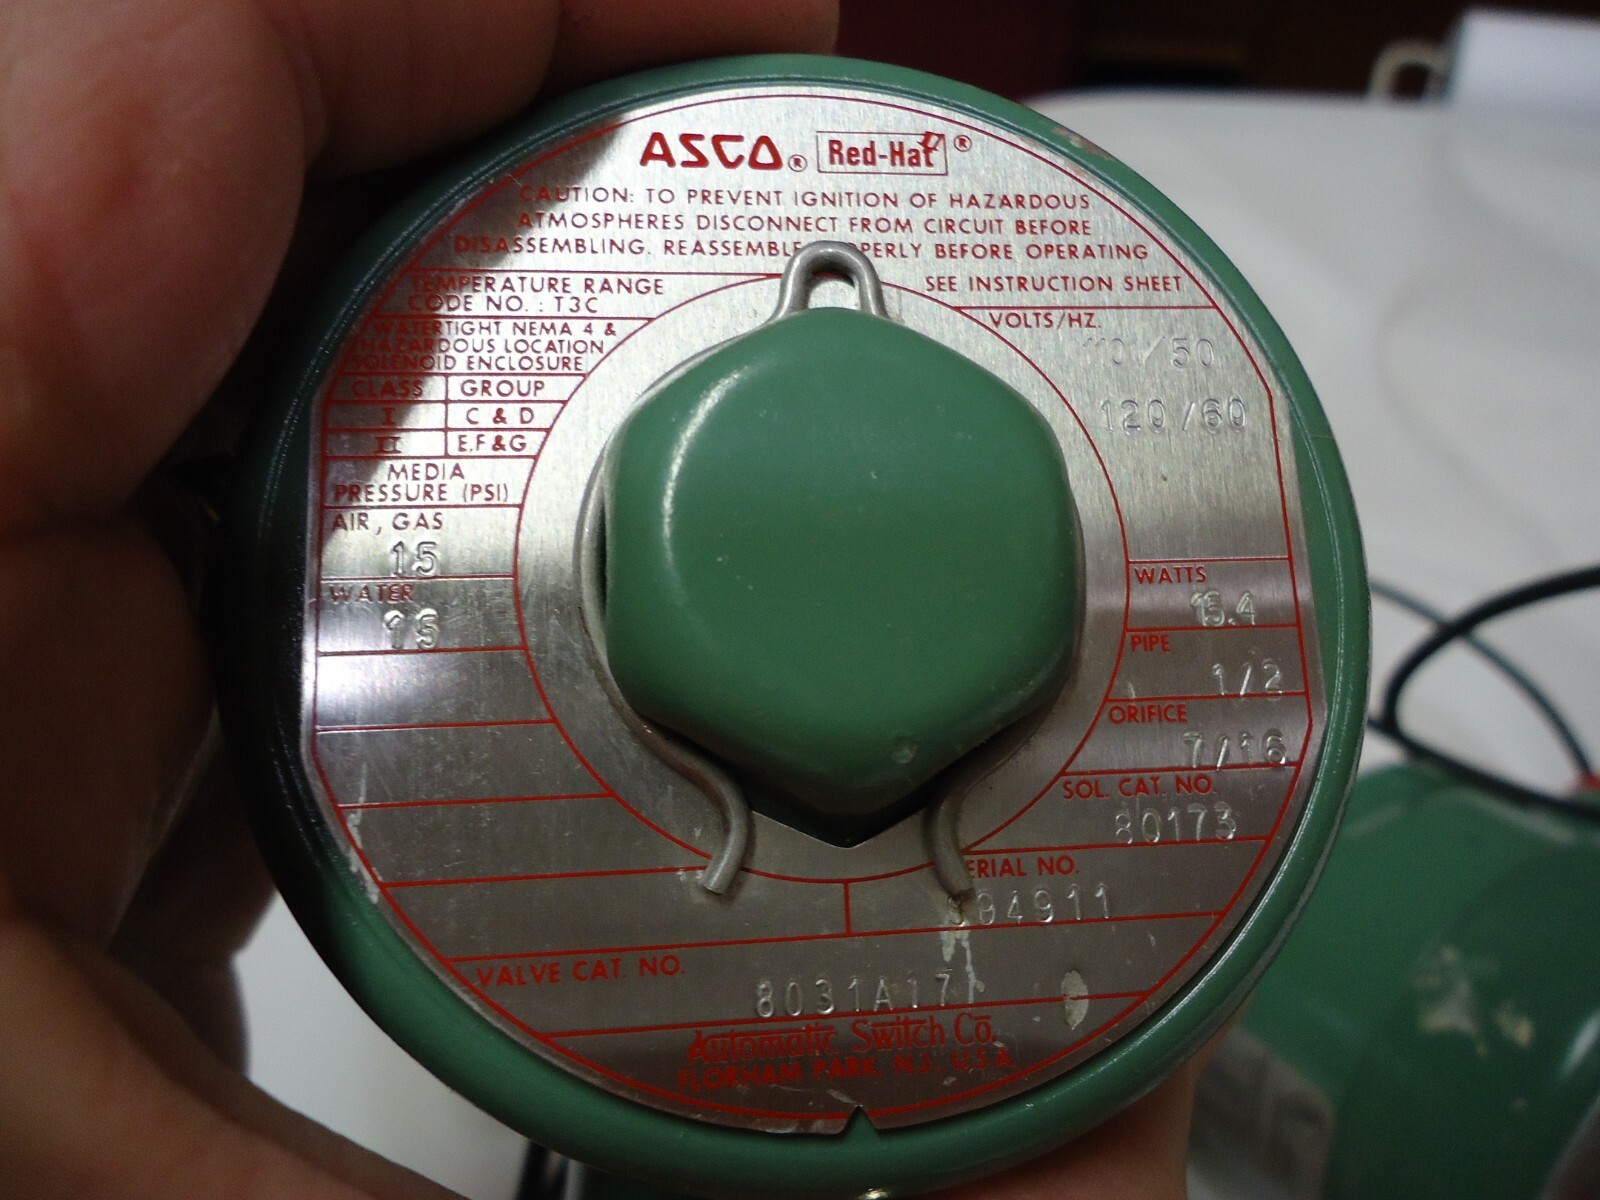 ASCO® Red-Hat®
CAUTION: TO PREVENT IGNITION OF HAZARDOUS
ATMOSPHERES DISCONNECT FROM CIRCUIT BEFORE
DISASSEMBLING. REASSEMBLE PROPERLY BEFORE OPERATING
SEE INSTRUCTION SHEET
TEMPERATURE RANGE
CODE NO.: T3C
WATERTIGHT NEMA 4 &
HAZARDOUS LOCATION
SOLENOID ENCLOSURE
CLASS GROUP
I C & D
II E,F&G
MEDIA
PRESSURE (PSI)
AIR, GAS
15
WATER
15
VOLTS/HZ.
110/50
120/60
WATTS
15.4
PIPE
1/2
ORIFICE
7/16
SOL. CAT. NO.
80173
SERIAL NO.
VALVE CAT. NO.
8031A171
Automatic Switch Co.
FLORHAM PARK, N.J., U.S.A.